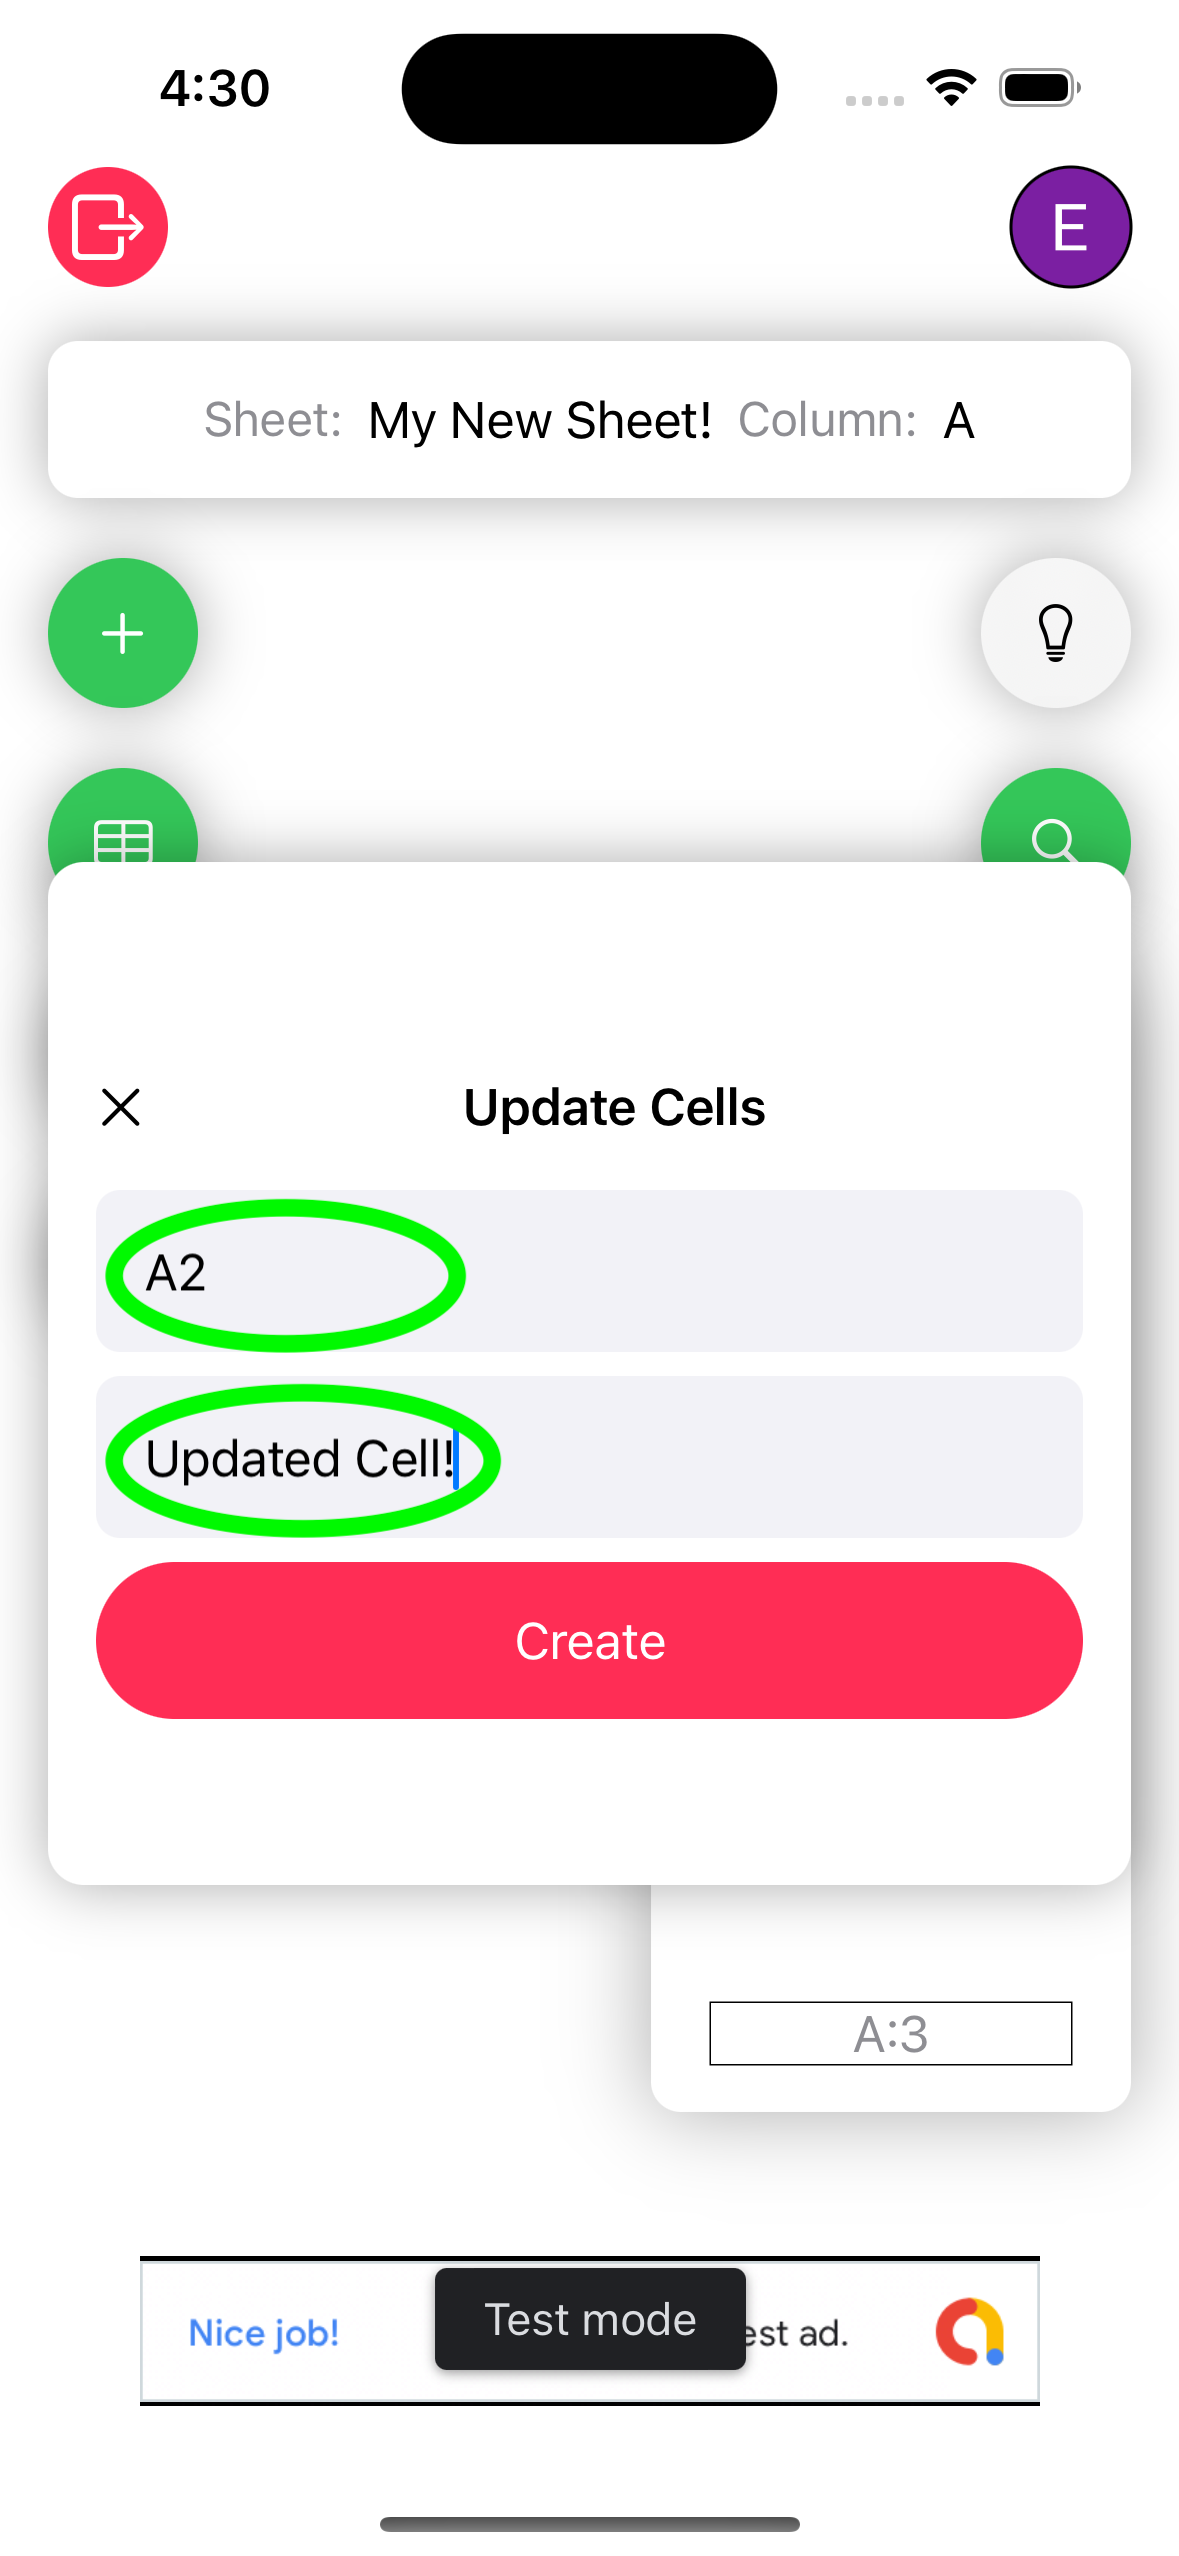 4:30
E
Sheet: My New Sheet! Column: A
Update Cells
A2
Updated Cell!
Create
A:3
Nice job! Test mode est ad.